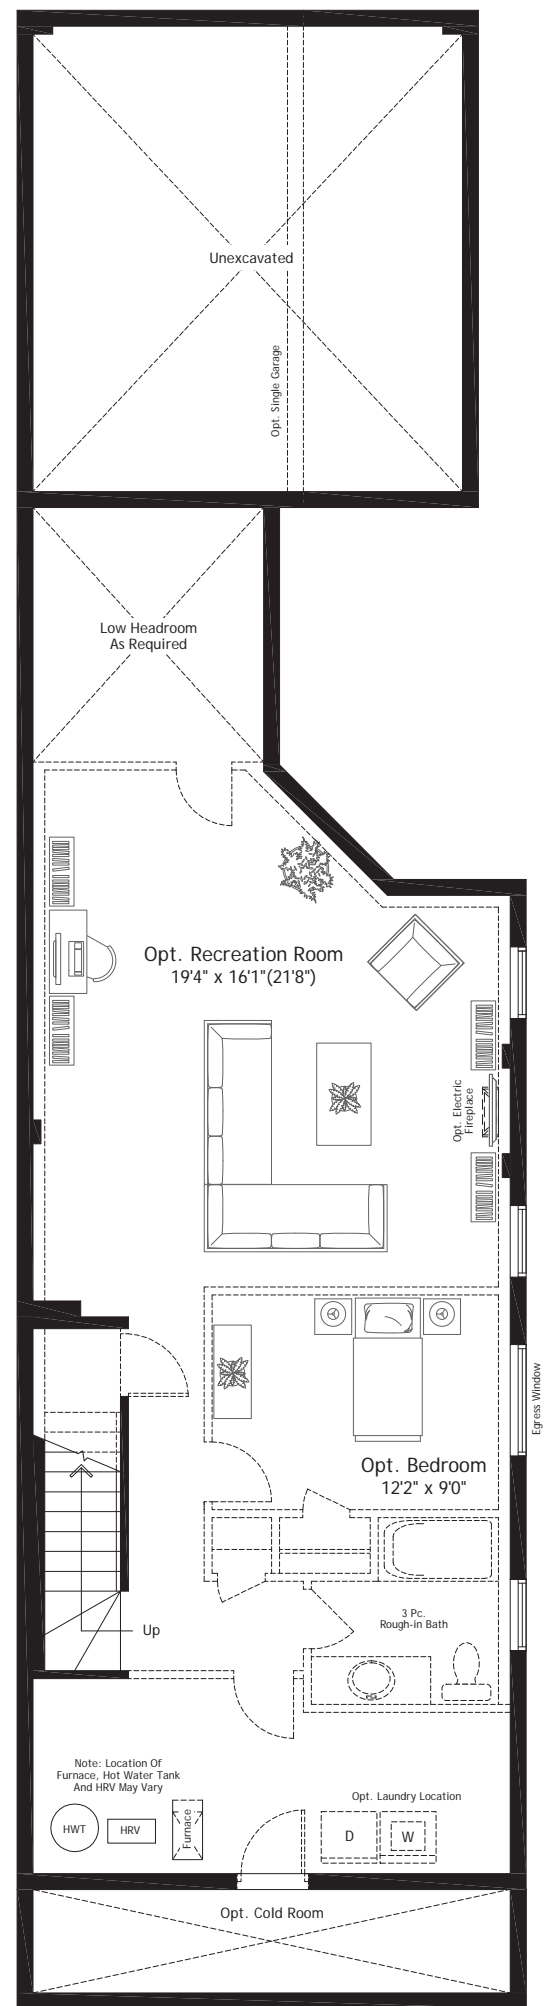 Unexcavated
Opt. Single Garage
Low Headroom
As Required
Opt. Recreation Room
19'4" x 16'1"(21'8")
Opt. Electric
Fireplace
Egress Window
Opt. Bedroom
12'2" x 9'0"
3 Pc.
Rough-in Bath
Up
Note: Location Of
Furnace, Hot Water Tank
And HRV May Vary
Opt. Laundry Location
HWT
HRV
Furnace
D
W
Opt. Cold Room